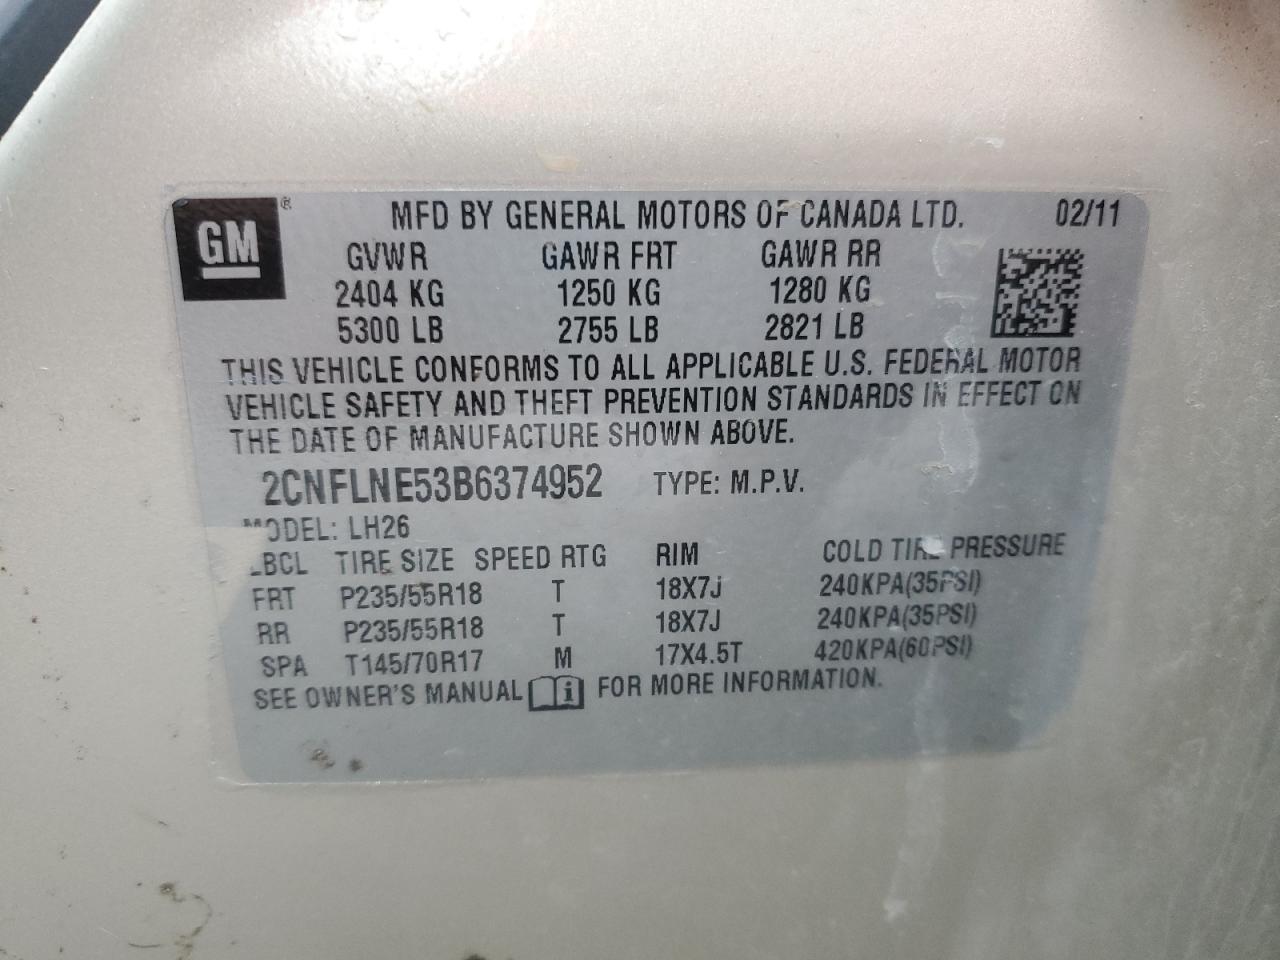 GM ® MFD BY GENERAL MOTORS OF CANADA LTD. 02/11
GVWR GAWR FRT GAWR RR
2404 KG 1250 KG 1280 KG
5300 LB 2755 LB 2821 LB
THIS VEHICLE CONFORMS TO ALL APPLICABLE U.S. FEDERAL MOTOR
VEHICLE SAFETY AND THEFT PREVENTION STANDARDS IN EFFECT ON
THE DATE OF MANUFACTURE SHOWN ABOVE.
2CNFLNE53B6374952 TYPE: M.P.V.
MODEL: LH26
LBCL TIRE SIZE SPEED RTG RIM COLD TIRE PRESSURE
FRT P235/55R18 T 18X7J 240KPA(35PSI)
RR P235/55R18 T 18X7J 240KPA(35PSI)
SPA T145/70R17 M 17X4.5T 420KPA(60PSI)
SEE OWNER'S MANUAL i FOR MORE INFORMATION.